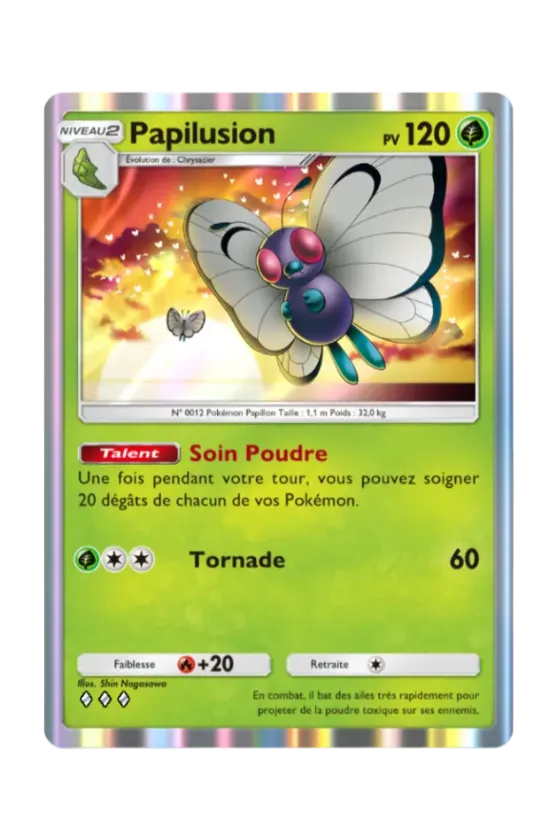 NIVEAU2
Papilusion
PV 120
Évolution de : Chrysacier
N° 0012 Pokémon Papillon Taille : 1,1 m Poids : 32,0 kg
Talent Soin Poudre
Une fois pendant votre tour, vous pouvez soigner
20 dégâts de chacun de vos Pokémon.
Tornade 60
Faiblesse +20
Retraite
Illus. Shin Nagasawa
En combat, il bat des ailes très rapidement pour
projeter de la poudre toxique sur ses ennemis.